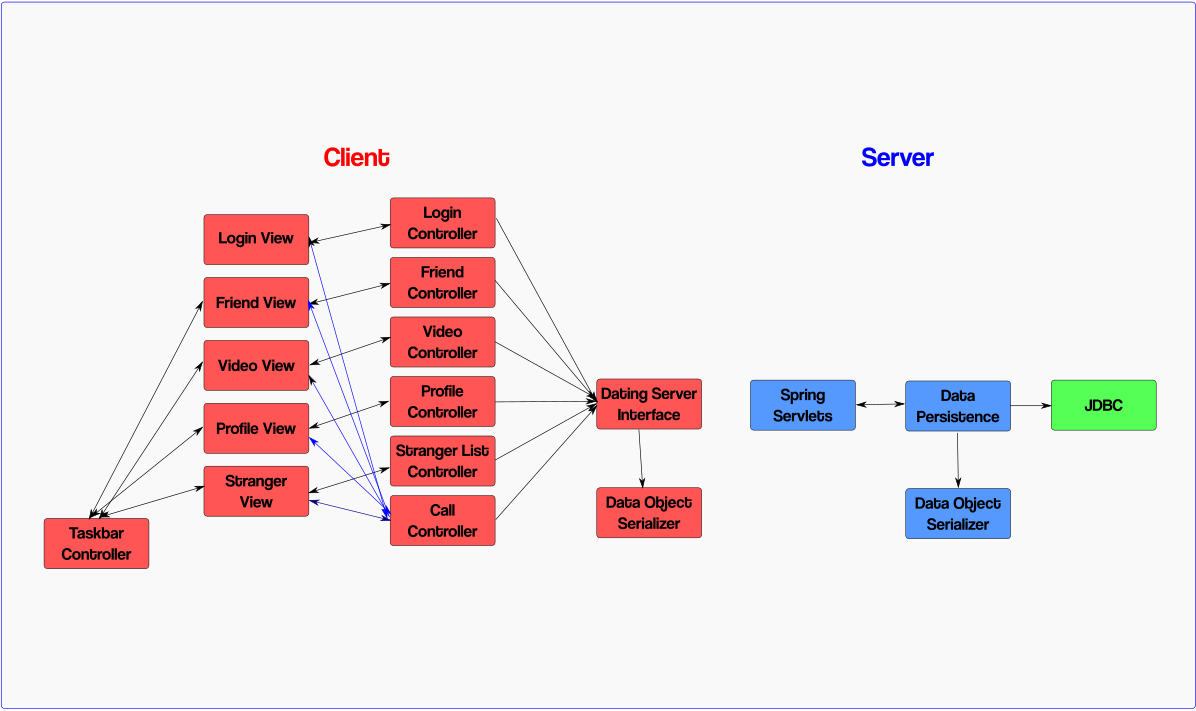 Client
Server
Login View
Friend View
Video View
Profile View
Stranger
View
Taskbar
Controller
Login
Controller
Friend
Controller
Video
Controller
Profile
Controller
Stranger List
Controller
Call
Controller
Dating Server
Interface
Data Object
Serializer
Spring
Servlets
Data
Persistence
JDBC
Data Object
Serializer